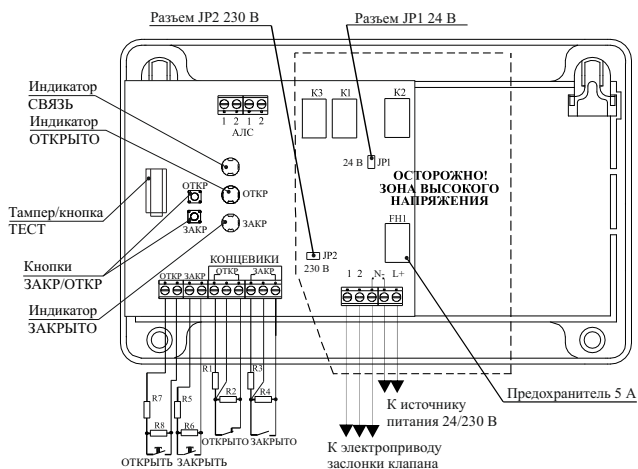 Разъем JP2 230 В
Разъем JP1 24 В
Индикатор
СВЯЗЬ
Индикатор
ОТКРЫТО
Тампер/кнопка
ТЕСТ
Кнопки
ЗАКР/ОТКР
Индикатор
ЗАКРЫТО
1 2 1 2
АЛС
ОТКР
ЗАКР
ОТКР
ЗАКР
K3 K1 K2
24 В JP1
ОСТОРОЖНО!
ЗОНА ВЫСОКОГО
НАПРЯЖЕНИЯ
FH1
JP2
230 В
КОНЦЕВИКИ
ОТКР ЗАКР ОТКР ЗАКР
1 2 N- L+
R1 R3
R2 R4
R7 R5
R8 R6
ОТКРЫТО ЗАКРЫТО
ОТКРЫТЬ ЗАКРЫТЬ
Предохранитель 5 А
К источнику
питания 24/230 В
К электроприводу
заслонки клапана